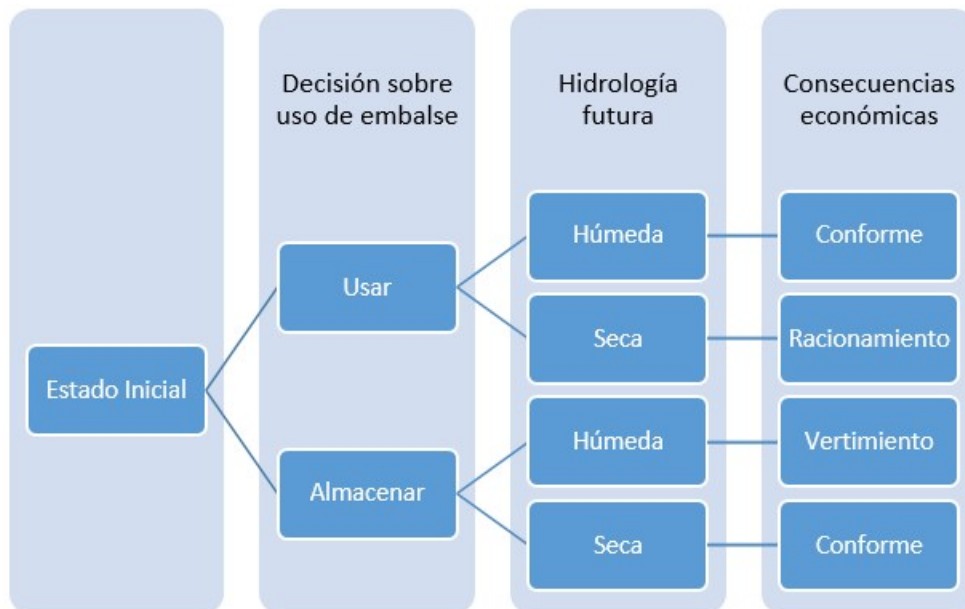 Decisión sobre
uso de embalse
Hidrología
futura
Consecuencias
económicas
Estado Inicial
Usar
Almacenar
Húmeda
Seca
Húmeda
Seca
Conforme
Racionamiento
Vertimiento
Conforme